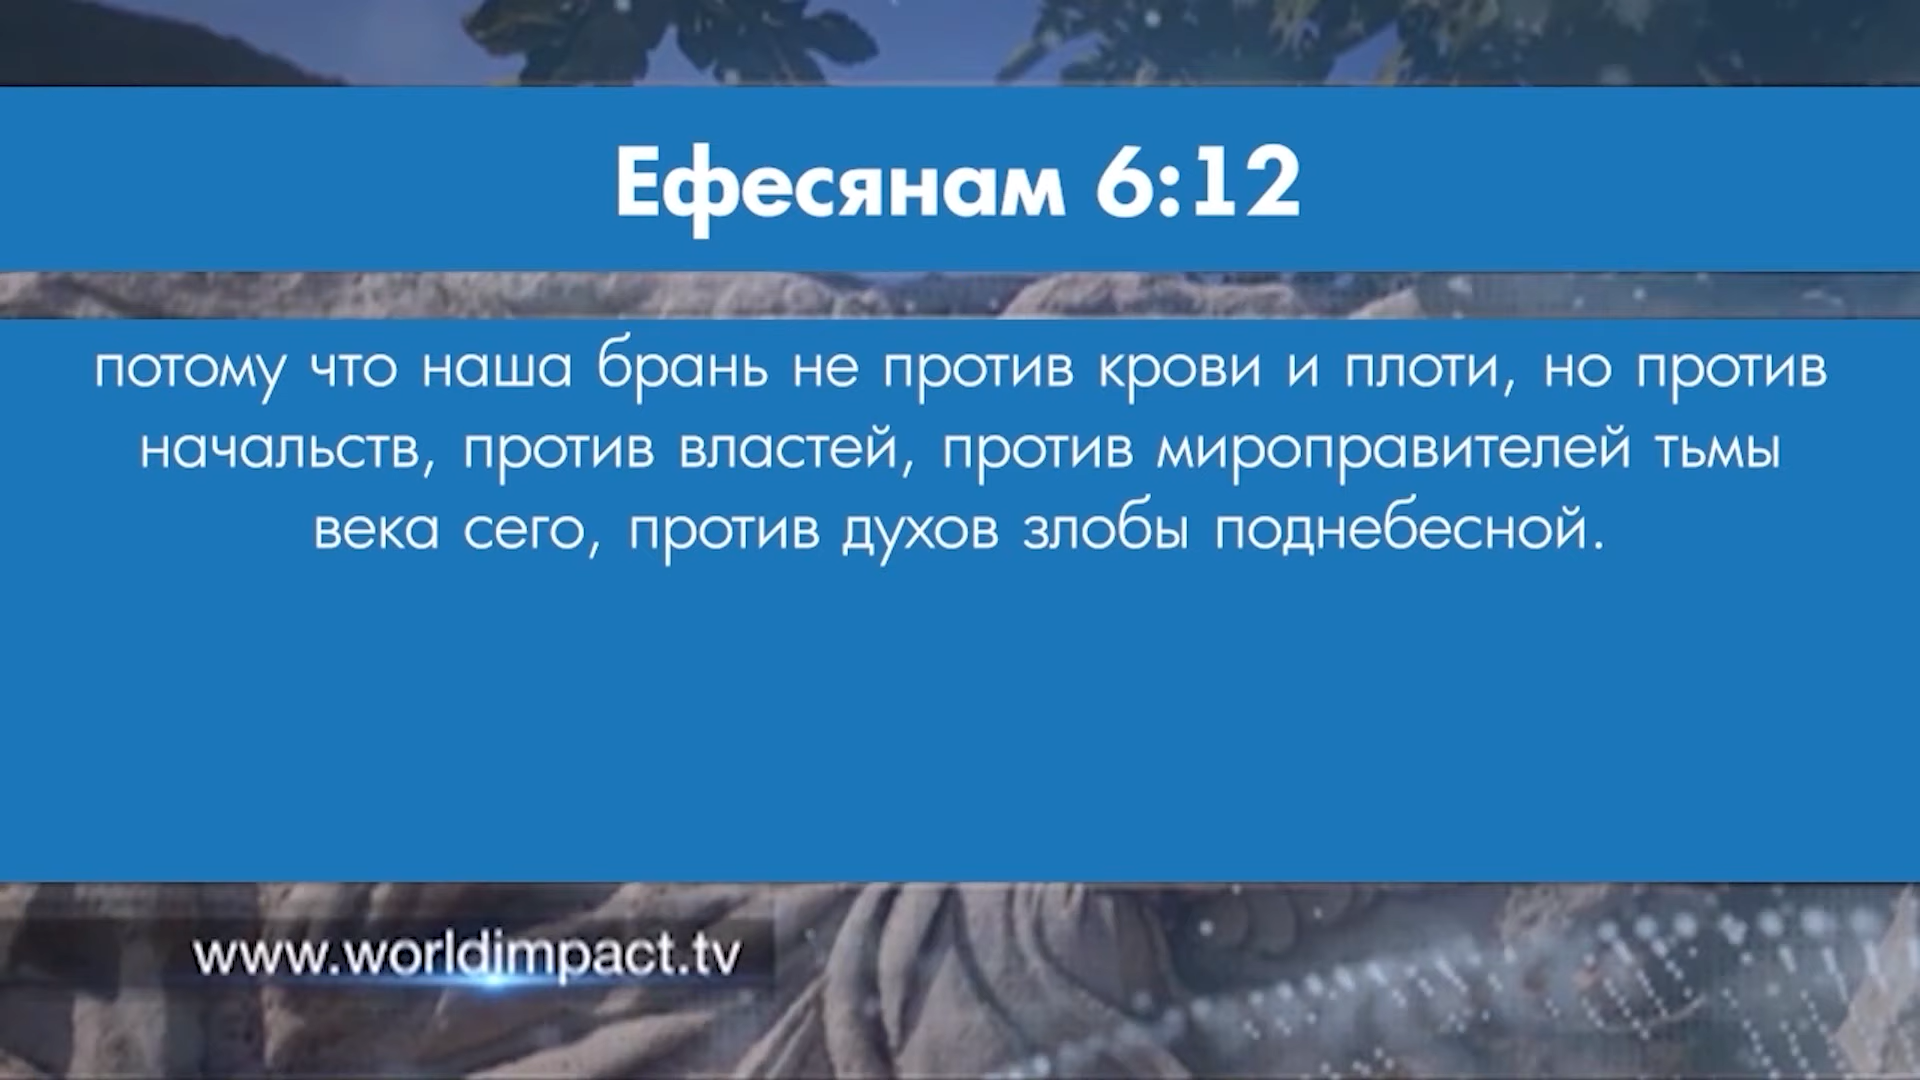 Ефесянам 6:12
потому что наша брань не против крови и плоти, но против
начальств, против властей, против мироправителей тьмы
века сего, против духов злобы поднебесной.
www.worldimpact.tv